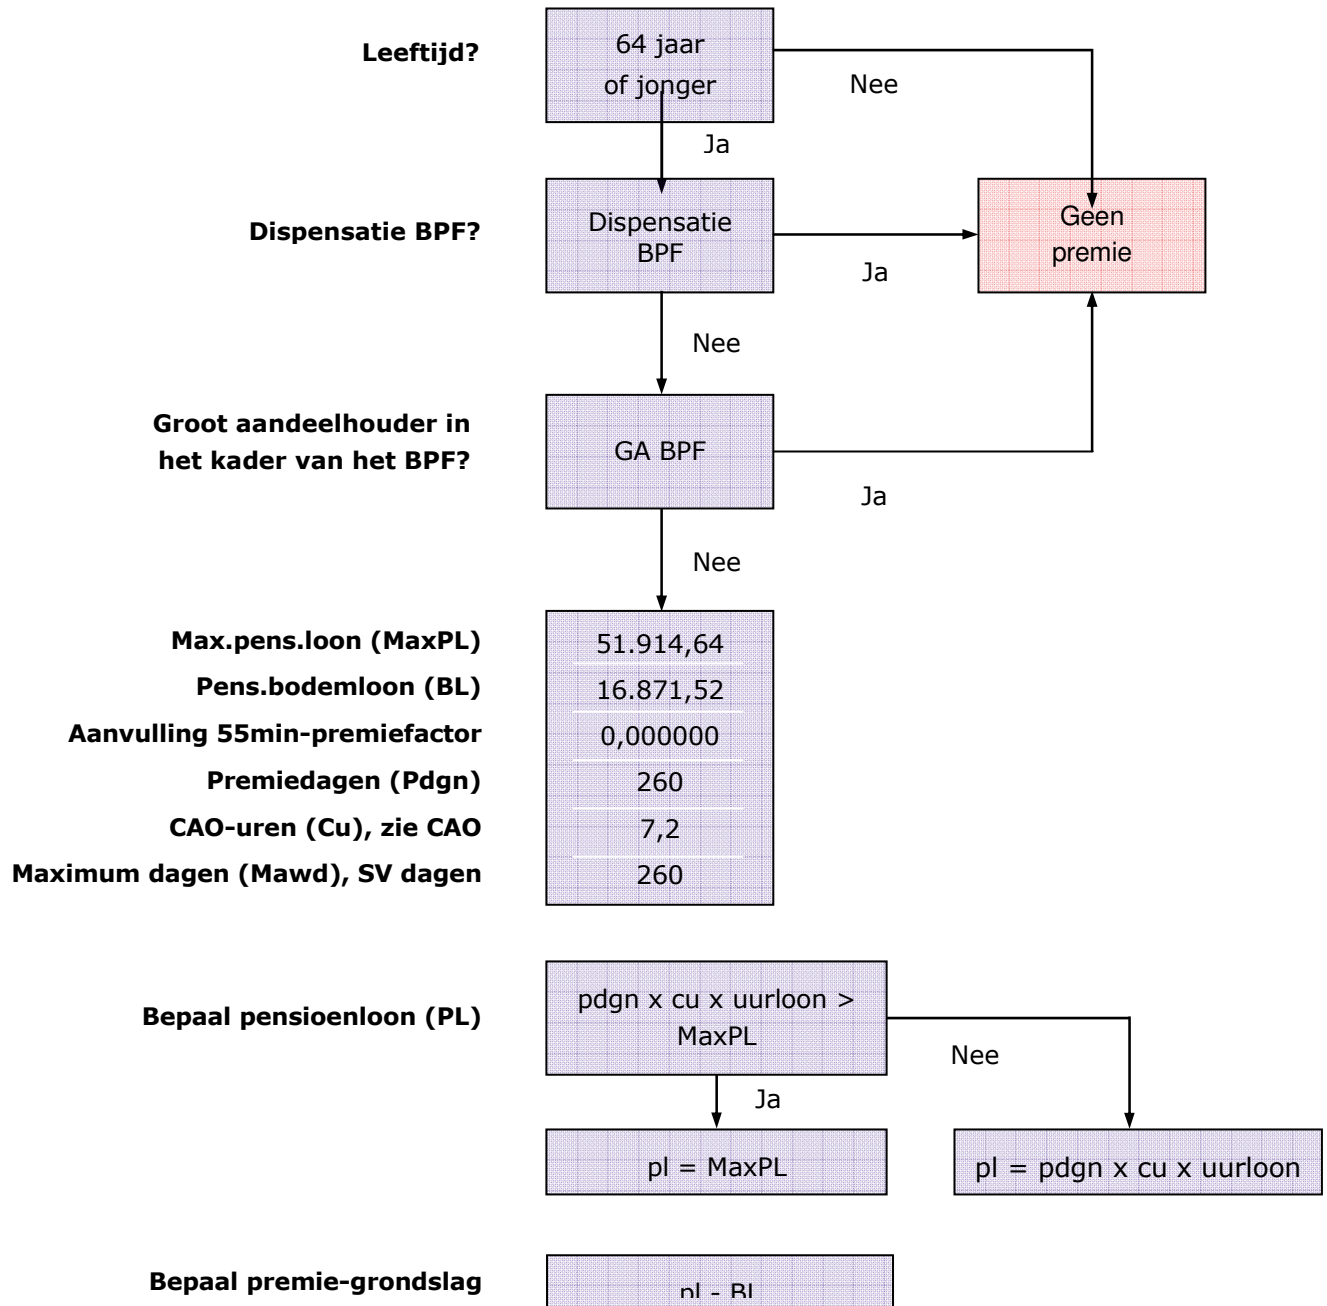 Leeftijd?
64 jaar
of jonger
Nee
Ja
Dispensatie BPF?
Dispensatie
BPF
Ja
Geen
premie
Nee
Groot aandeelhouder in
het kader van het BPF?
GA BPF
Ja
Nee
Max.pens.loon (MaxPL) 51.914,64
Pens.bodemloon (BL) 16.871,52
Aanvulling 55min-premiefactor 0,000000
Premiedagen (Pdgn) 260
CAO-uren (Cu), zie CAO 7,2
Maximum dagen (Mawd), SV dagen 260
Bepaal pensioenloon (PL)
pdgn x cu x uurloon >
MaxPL
Nee
Ja
pl = MaxPL
pl = pdgn x cu x uurloon
Bepaal premie-grondslag
pl - BL